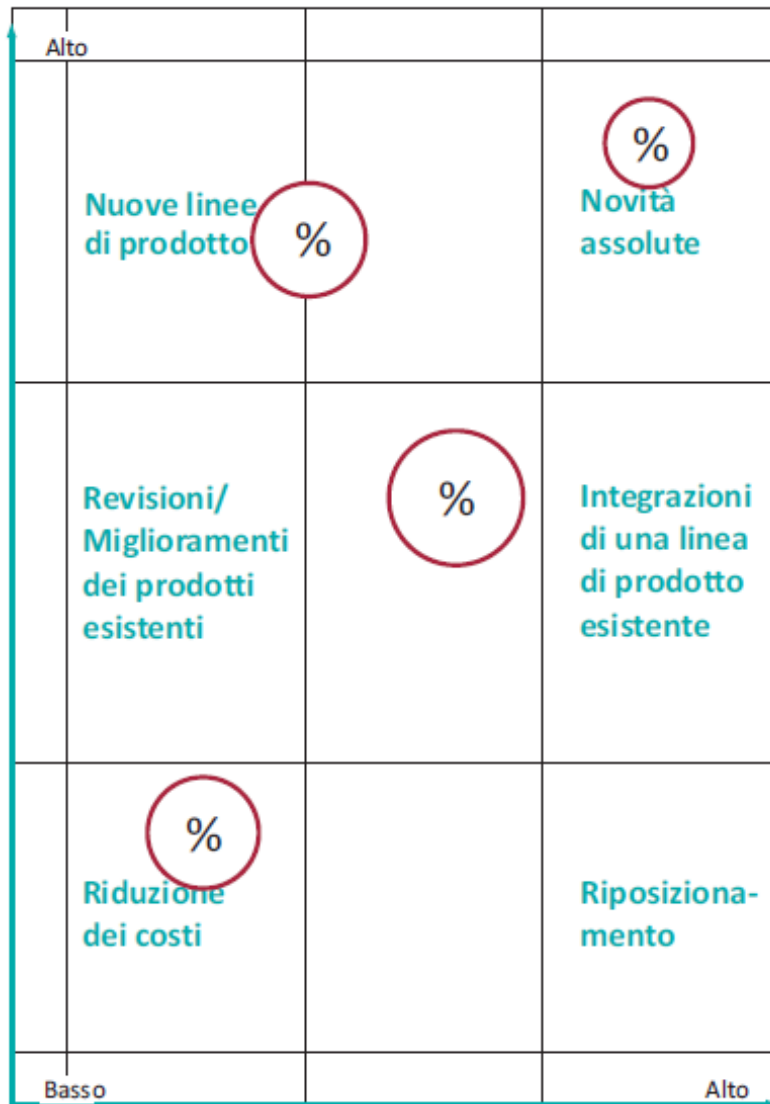 Alto
%
Nuove linee
di prodotto
%
Novità
assolute
Revisioni/
Miglioramenti
dei prodotti
esistenti
%
Integrazioni
di una linea
di prodotto
esistente
%
Riduzione
dei costi
Riposiziona-
mento
Basso
Alto